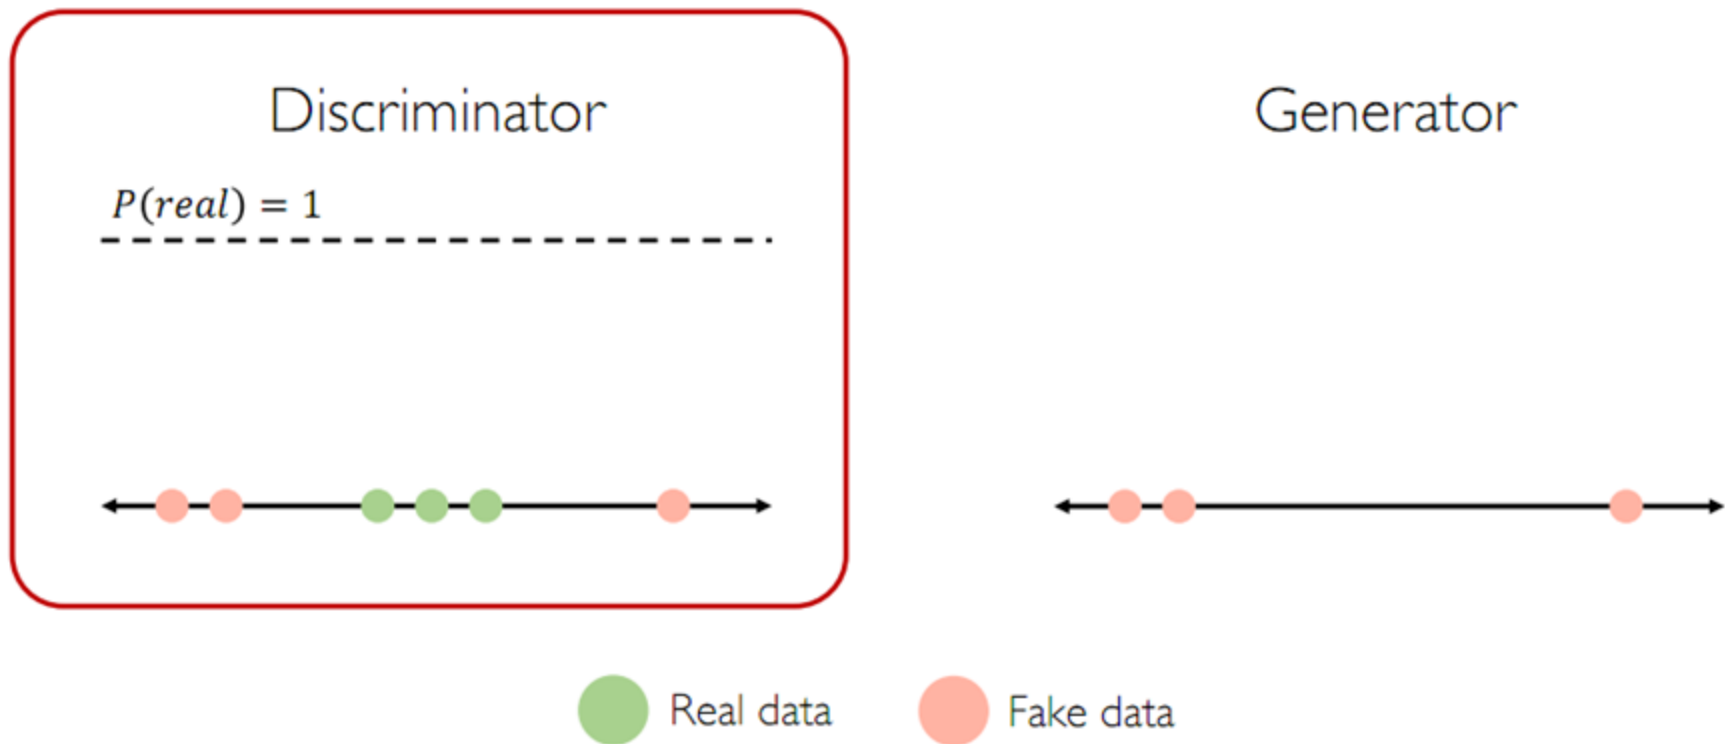 Discriminator
P(real) = 1
Generator
Real data
Fake data